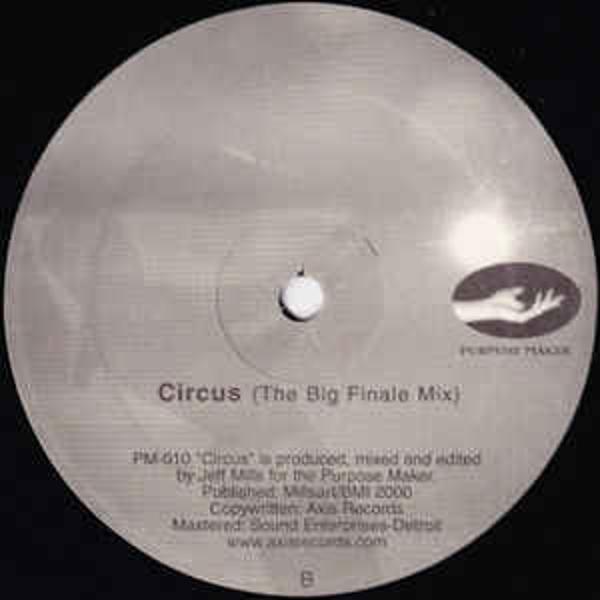 PURPOSE MAKER
Circus (The Big Finale Mix)
PM-010 "Circus" is produced, mixed and edited
by Jeff Mills for the Purpose Maker.
Published: Millsart/BMI 2000
Copywritten: Axis Records
Mastered: Sound Enterprises-Detroit
www.axisrecords.com
B